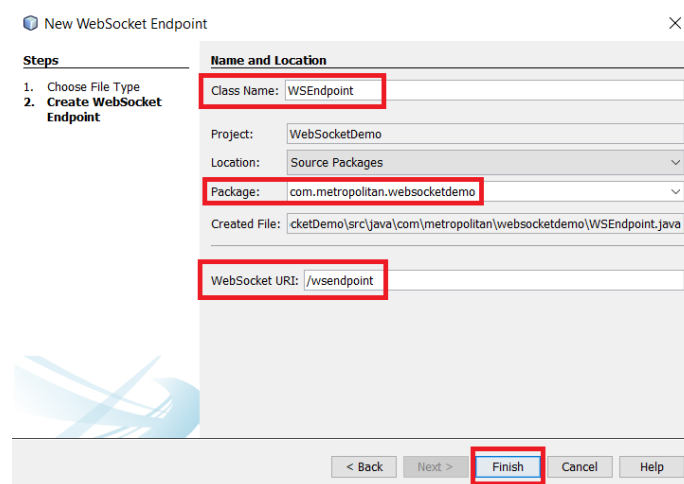 New WebSocket Endpoint
Steps
1. Choose File Type
2. Create WebSocket
Endpoint
Name and Location
Class Name: WSEndpoint
Project: WebSocketDemo
Location: Source Packages
Package: com.metropolitan.websocketdemo
Created File: cketDemo\src\java\com\metropolitan\websocketdemo\WSEndpoint.java
WebSocket URI: /wsendpoint
< Back Next > Finish Cancel Help